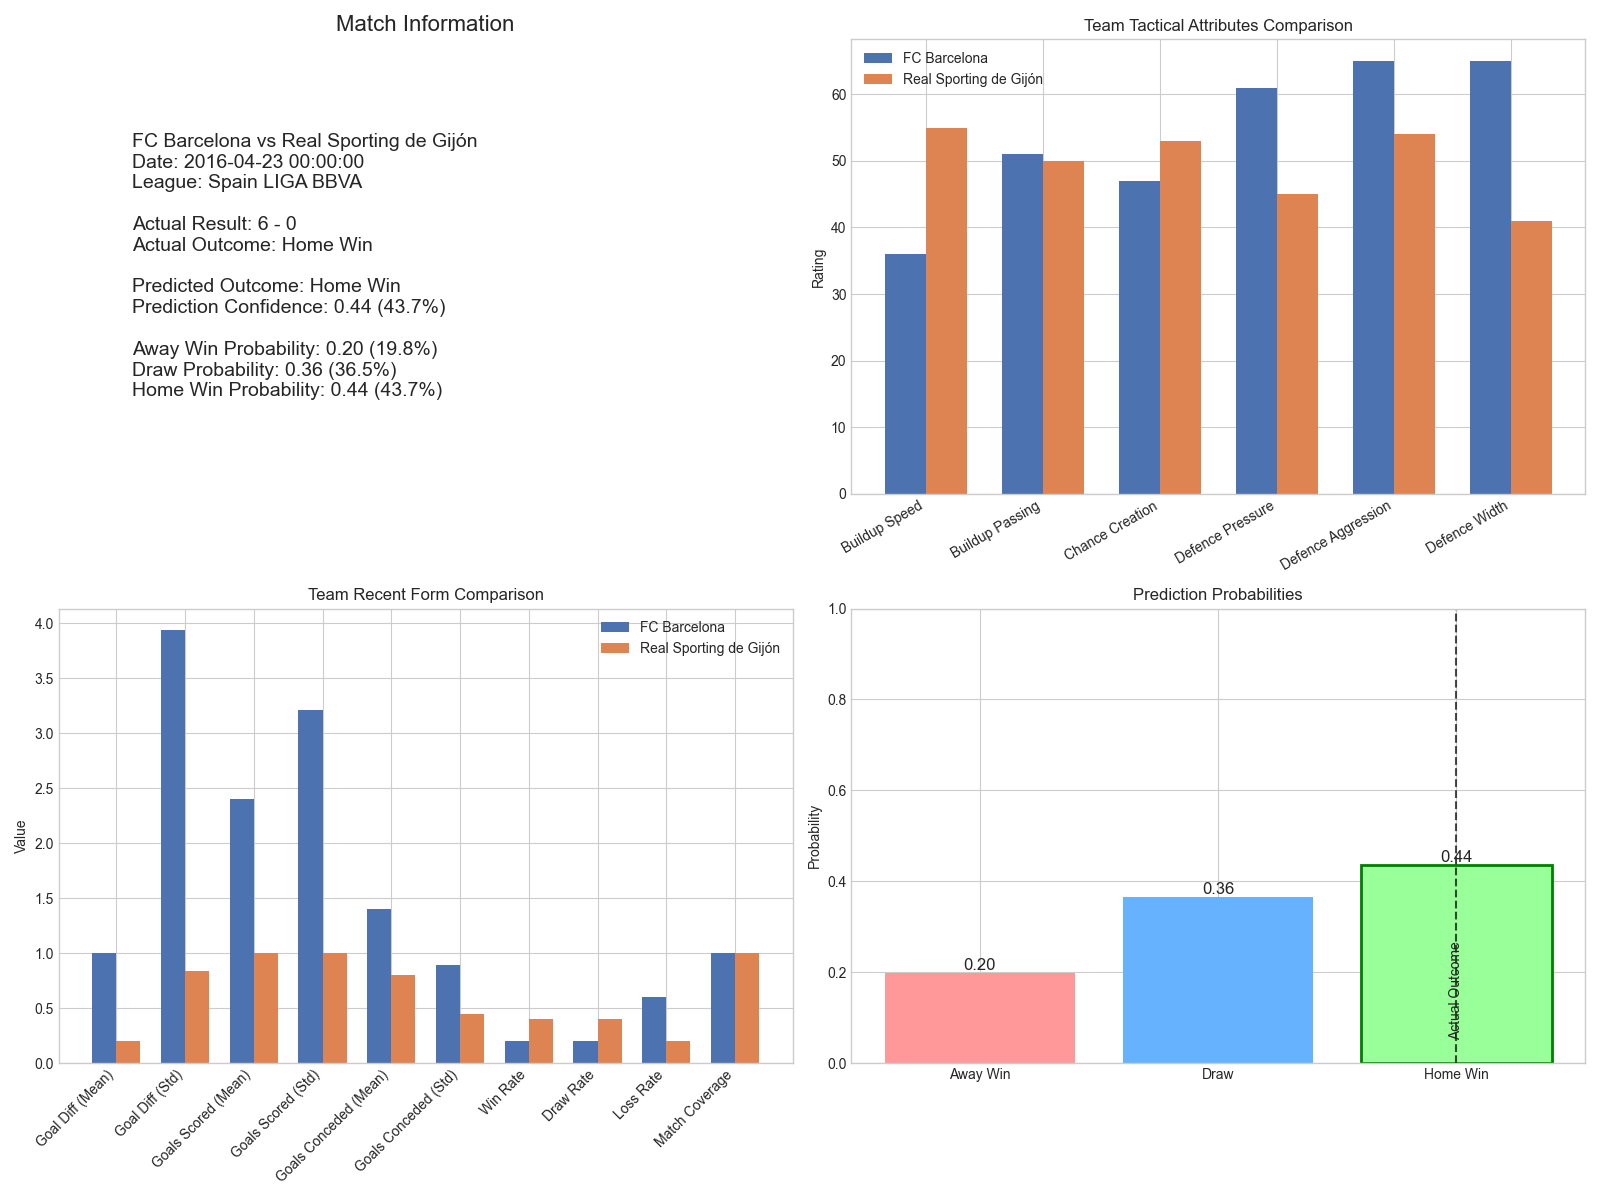 Match Information
FC Barcelona vs Real Sporting de Gijón
Date: 2016-04-23 00:00:00
League: Spain LIGA BBVA
Actual Result: 6 - 0
Actual Outcome: Home Win
Predicted Outcome: Home Win
Prediction Confidence: 0.44 (43.7%)
Away Win Probability: 0.20 (19.8%)
Draw Probability: 0.36 (36.5%)
Home Win Probability: 0.44 (43.7%)
Team Tactical Attributes Comparison
FC Barcelona
Real Sporting de Gijón
Rating
60
50
40
30
20
10
0
Buildup Speed
Buildup Passing
Chance Creation
Defence Pressure
Defence Aggression
Defence Width
Team Recent Form Comparison
FC Barcelona
Real Sporting de Gijón
Value
4.0
3.5
3.0
2.5
2.0
1.5
1.0
0.5
0.0
Goal Diff (Mean)
Goal Diff (Std)
Goals Scored (Mean)
Goals Scored (Std)
Goals Conceded (Mean)
Goals Conceded (Std)
Win Rate
Draw Rate
Loss Rate
Match Coverage
Prediction Probabilities
Probability
1.0
0.8
0.6
0.4
0.2
0.0
0.20
0.36
0.44
Actual Outcome
Away Win
Draw
Home Win